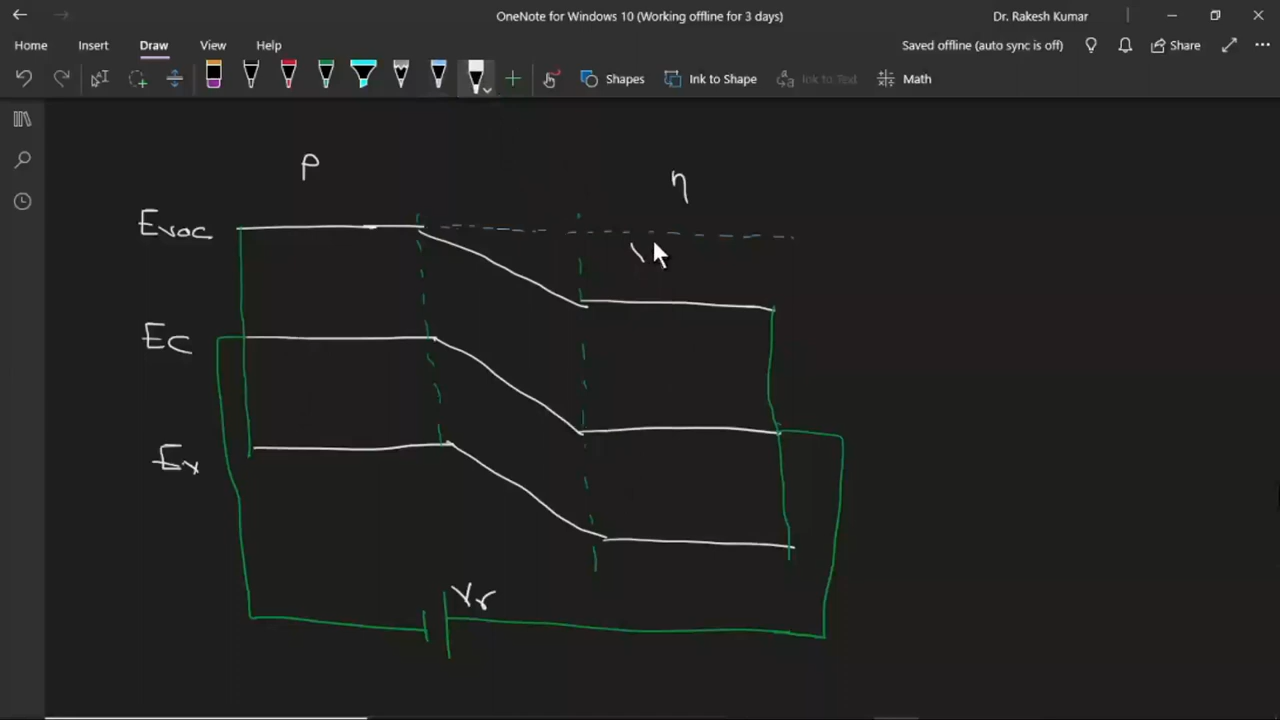 OneNote for Windows 10 (Working offline for 3 days)
Dr. Rakesh Kumar
Home Insert Draw View Help
Saved offline (auto sync is off)
Share
Shapes
Ink to Shape
Ink to Text
Math
P
η
Evac
Ec
Ev
Vr